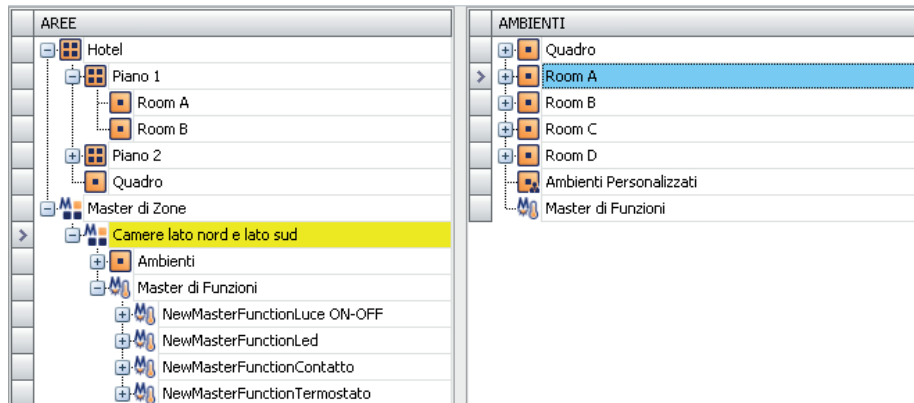 AREE
Hotel
Piano 1
Room A
Room B
Piano 2
Quadro
Master di Zone
Camere lato nord e lato sud
Ambienti
Master di Funzioni
NewMasterFunctionLuce ON-OFF
NewMasterFunctionLed
NewMasterFunctionContatto
NewMasterFunctionTermostato
AMBIENTI
Quadro
Room A
Room B
Room C
Room D
Ambienti Personalizzati
Master di Funzioni